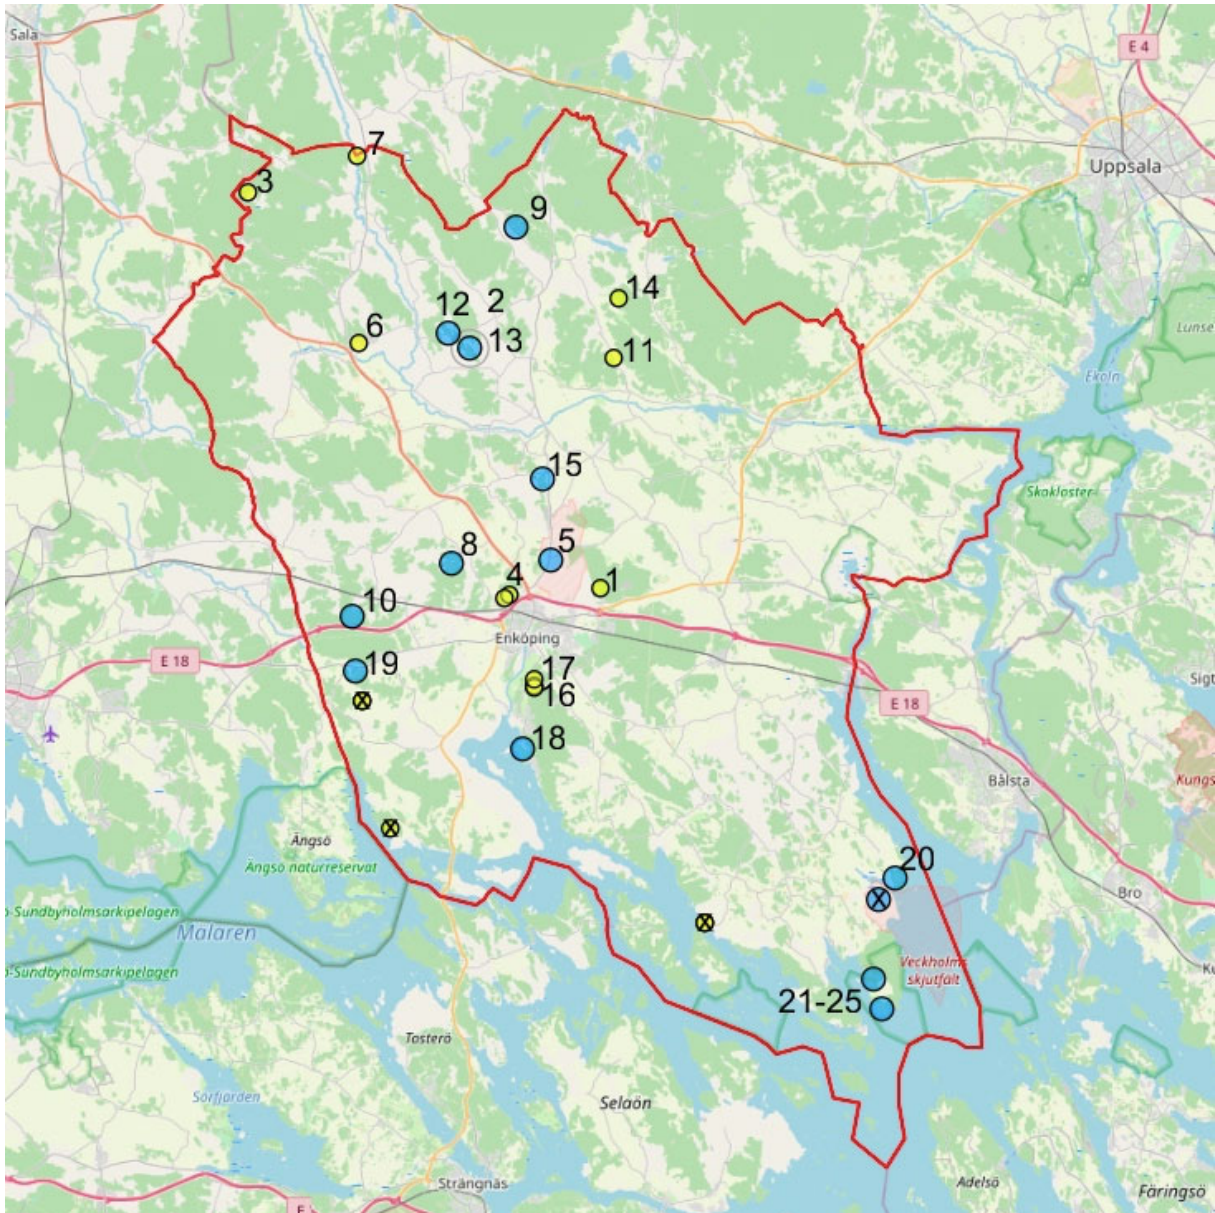 Sala
E 4
Uppsala
7
3
9
14
2
12
13
6
11
Lunse
Ekoln
15
Skokloster
8
5
4
1
10
Enköping
E 18
19
17
16
Sigt
E 18
18
Bålsta
Kungs
Ängsö
Ängsö naturreservat
20
Bro
o-Sundbyholmsarkipelagen
Mälaren
Veckholms
skjutfält
o-Sundbyholmsarkipelagen
21-25
Tosterö
Sörfjärden
Selaön
Strängnäs
Adelsö
Färingsö